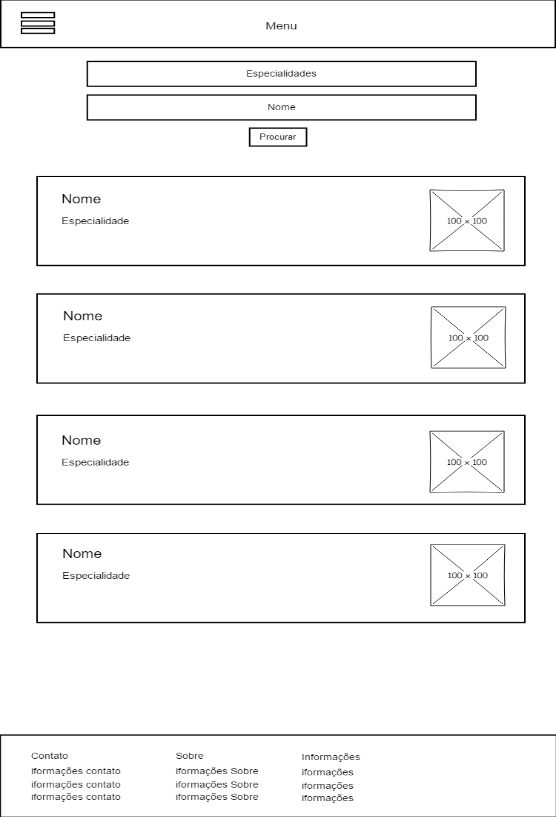 Menu
Especialidades
Nome
Procurar
Nome
Especialidade
100 x 100
Nome
Especialidade
100 x 100
Nome
Especialidade
100 x 100
Nome
Especialidade
100 x 100
Contato
iformações contato
iformações contato
iformações contato
Sobre
iformações Sobre
iformações Sobre
iformações Sobre
Informações
iformações
iformações
iformações